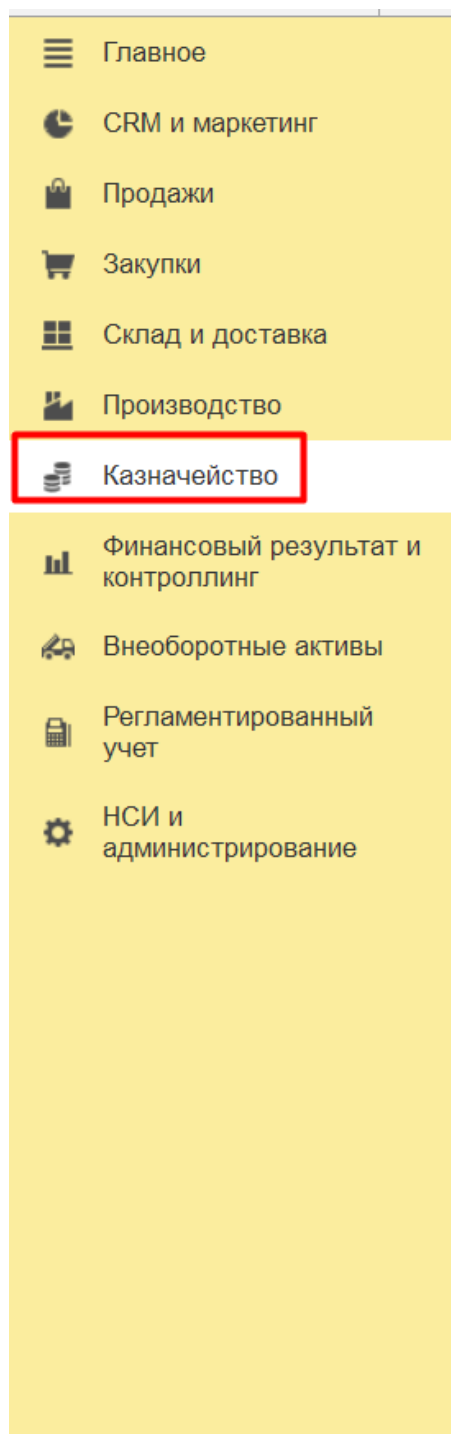 Главное
CRM и маркетинг
Продажи
Закупки
Склад и доставка
Производство
Казначейство
Финансовый результат и
контроллинг
Внеоборотные активы
Регламентированный
учет
НСИ и
администрирование